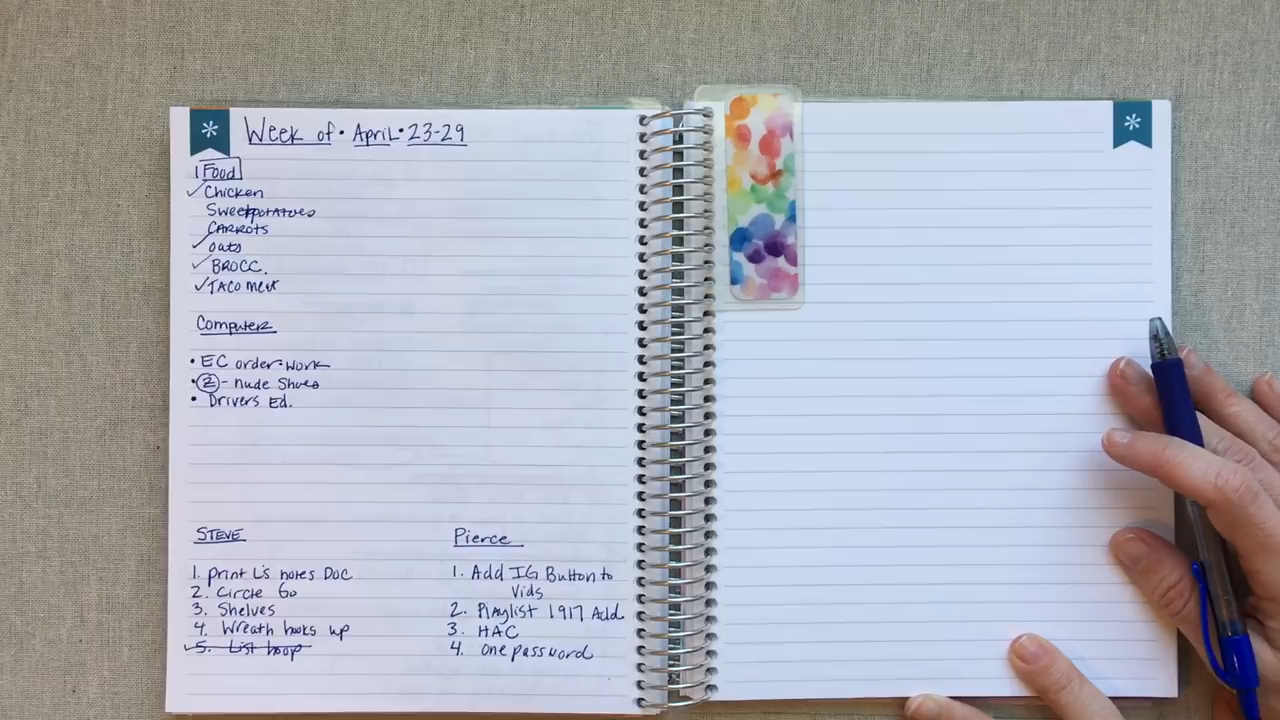 Week of • April • 23-29
Food
✓ Chicken
Sweetpotatoes
CARROTS
✓ oats
✓ BROCC.
✓ TACO meat
Computer
• EC order • work
• 2 - nude Shoes
• Drivers Ed.
STEVE
1. print L's notes Doc
2. Circle Go
3. Shelves
4. Wreath hooks up
✓ 5. List hoop
Pierce
1. Add IG Button to
Vids
2. Playlist 1917 Add
3. HAC
4. one password